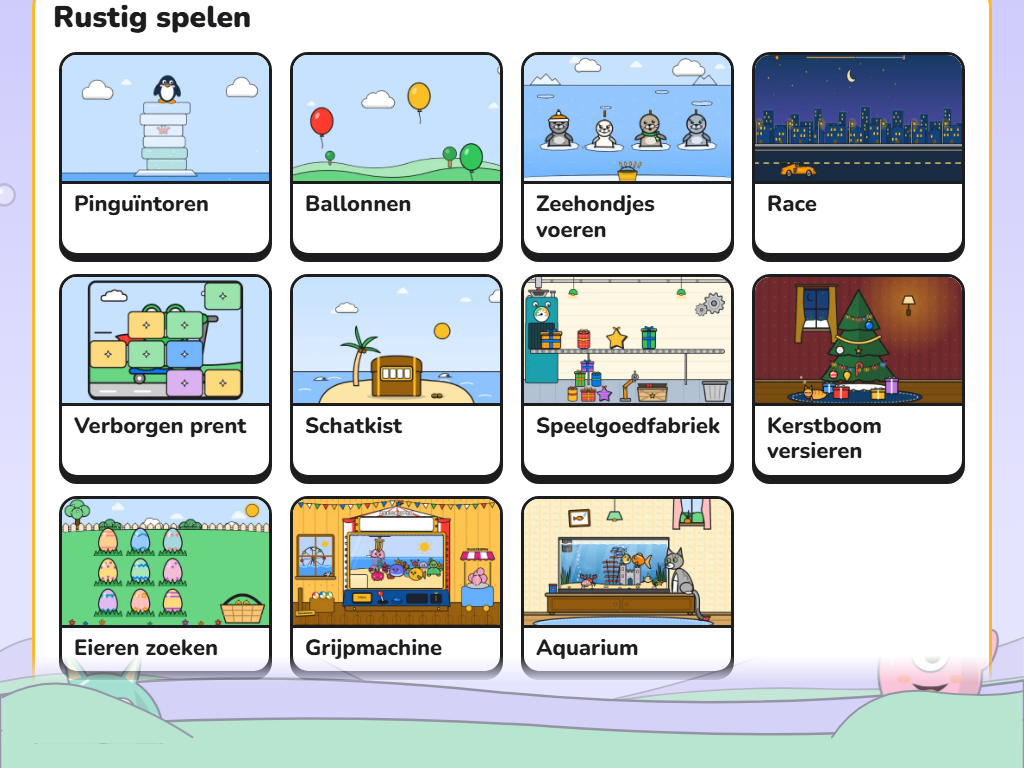 Rustig spelen
Pinguïntoren
Ballonnen
Zeehondjes
voeren
Race
Verborgen prent
Schatkist
Speelgoedfabriek
Kerstboom
versieren
Eieren zoeken
Grijpmachine
Aquarium